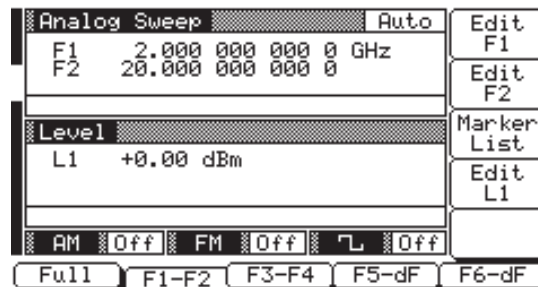 Analog Sweep Auto
F1 2.000 000 000 0 GHz
F2 20.000 000 000 0
Level
L1 +0.00 dBm
AM Off FM Off Off
Edit
F1
Edit
F2
Marker
List
Edit
L1
Full F1-F2 F3-F4 F5-dF F6-dF